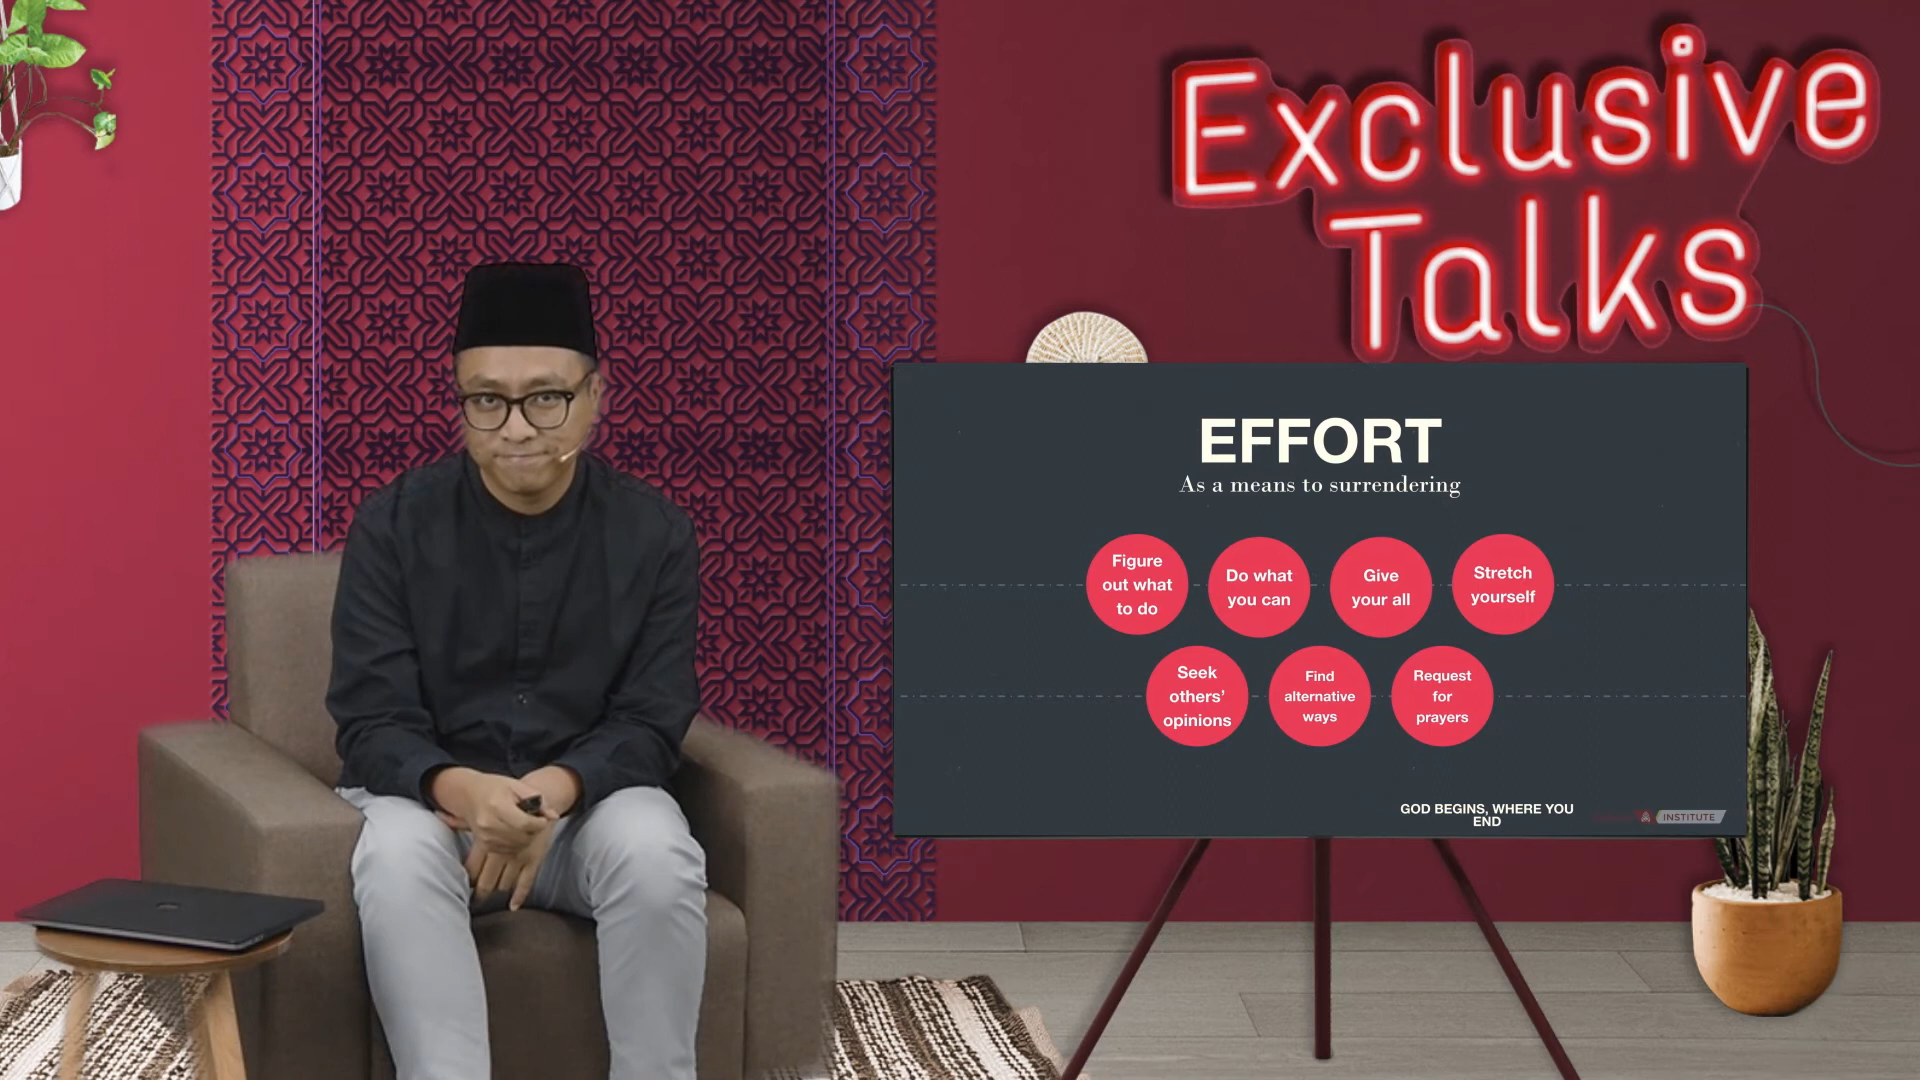 Exclusive
Talks
EFFORT
As a means to surrendering
Figure
out what
to do
Do what
you can
Give
your all
Stretch
yourself
Seek
others’
opinions
Find
alternative
ways
Request
for
prayers
GOD BEGINS, WHERE YOU
END
INSTITUTE